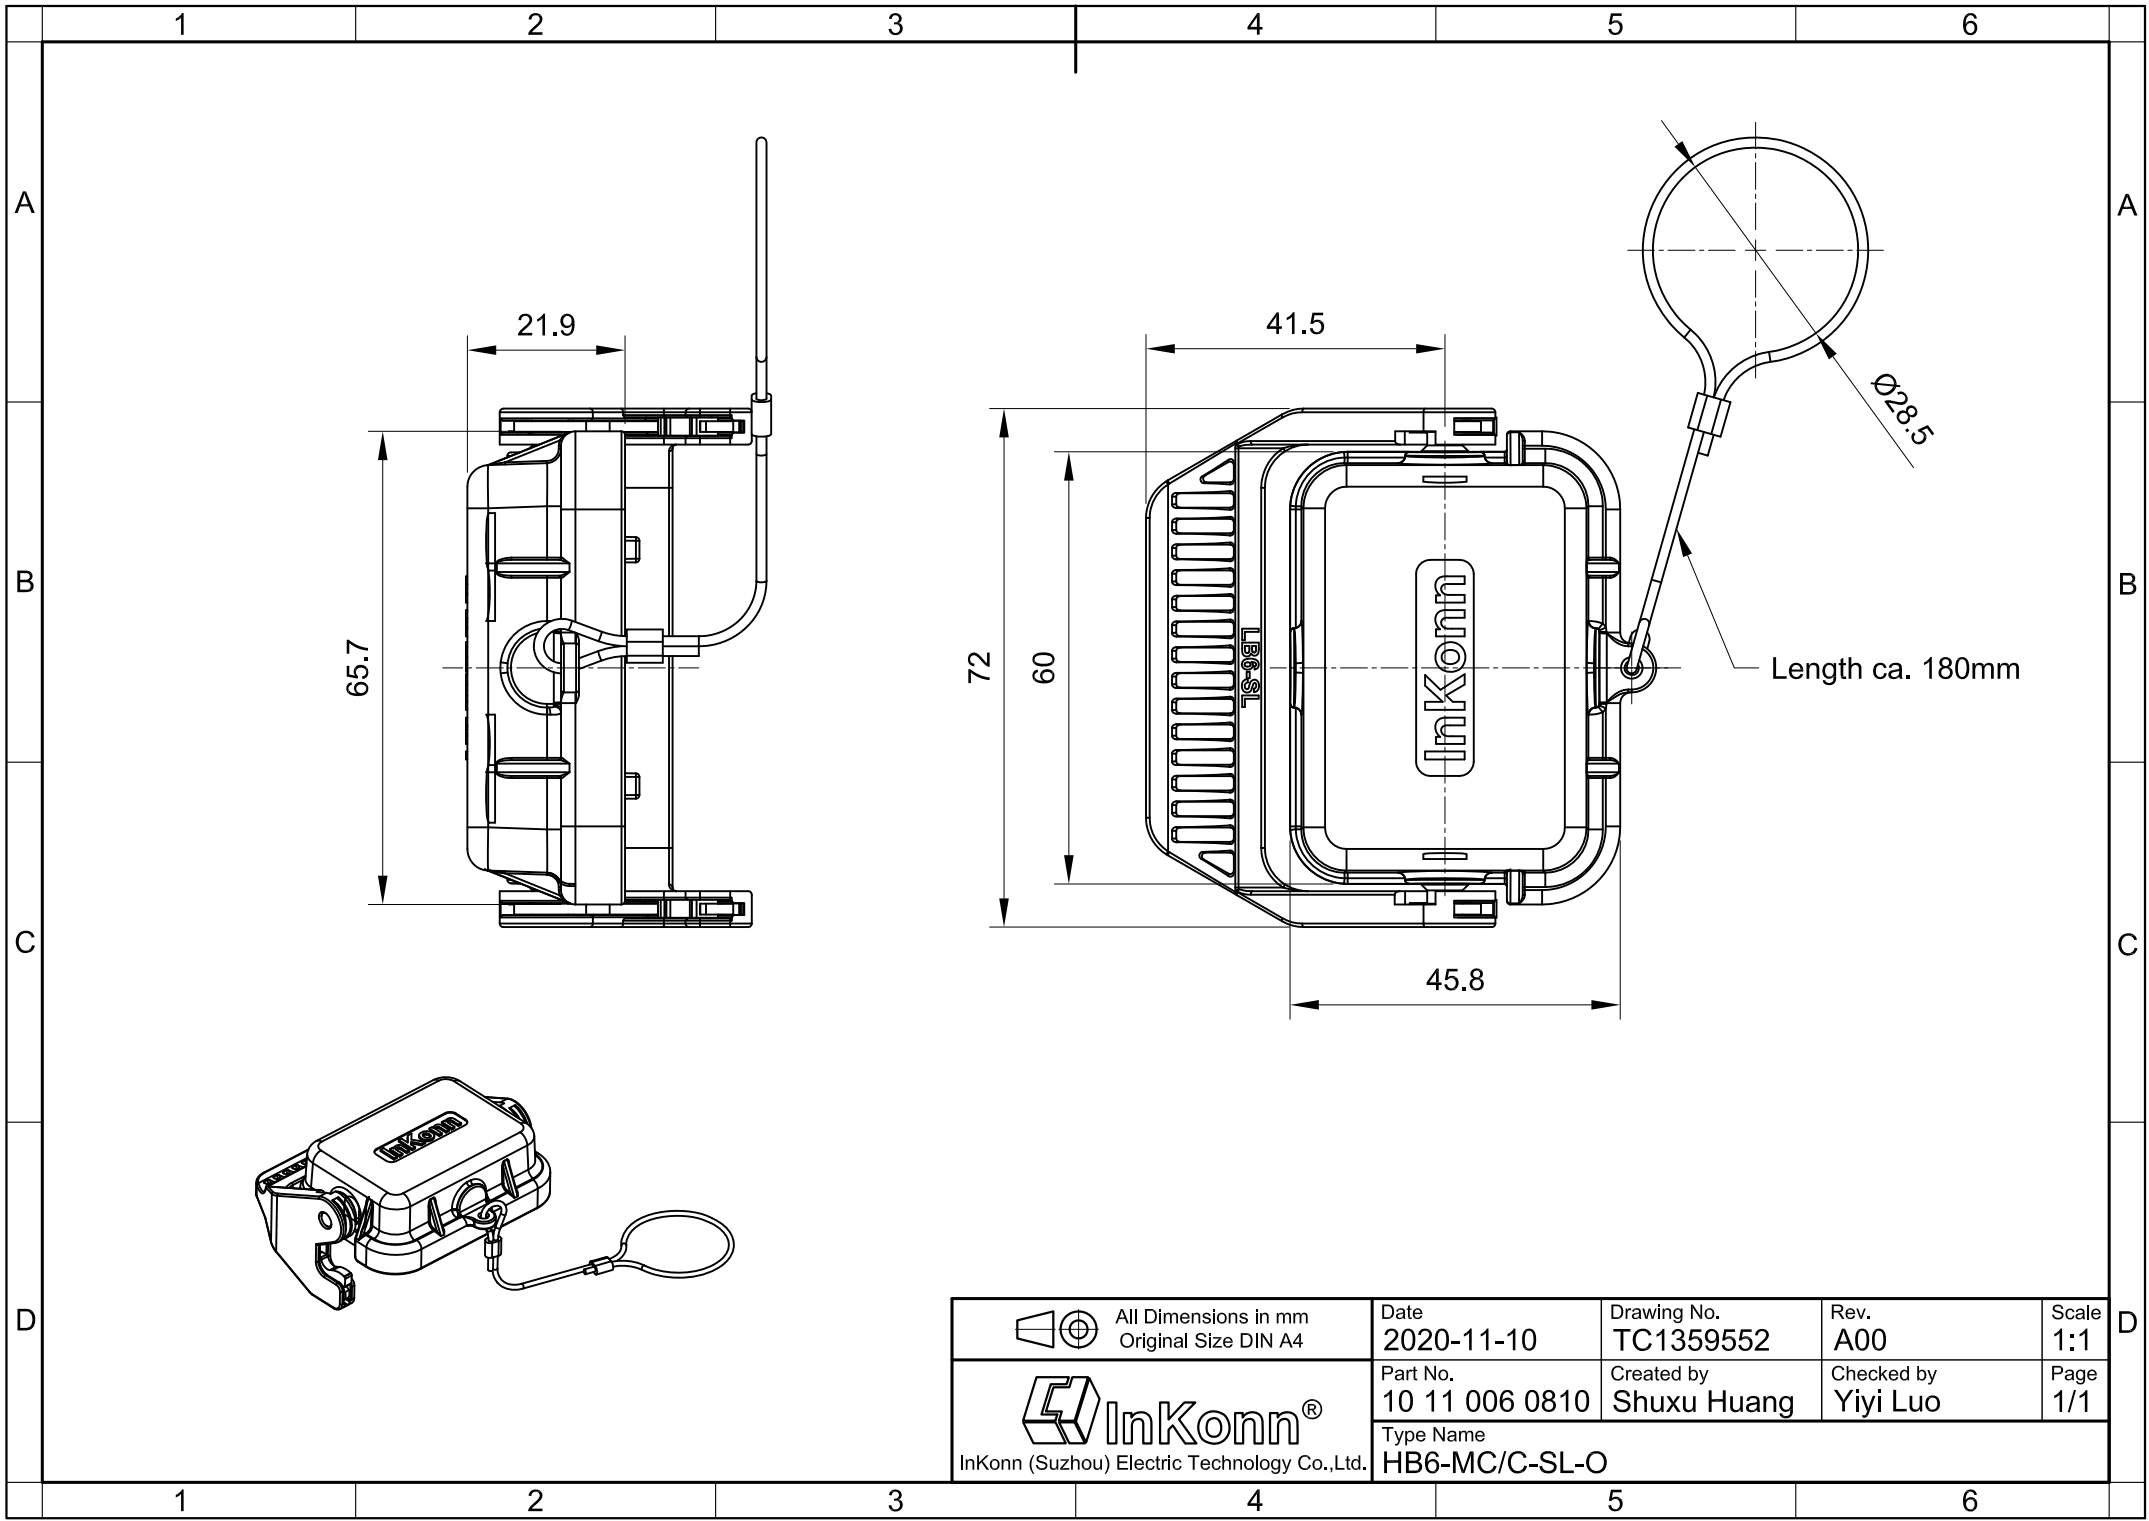 1 2 3 4 5 6
A A
B B
C C
D D
21.9
65.7
41.5
Ø28.5
72
60
LB6-SL
InKonn
Length ca. 180mm
45.8
InKonn
All Dimensions in mm
Original Size DIN A4
Date
2020-11-10
Drawing No.
TC1359552
Rev.
A00
Scale
1:1
Part No.
10 11 006 0810
Created by
Shuxu Huang
Checked by
Yiyi Luo
Page
1/1
InKonn®
InKonn (Suzhou) Electric Technology Co.,Ltd.
Type Name
HB6-MC/C-SL-O
1 2 3 4 5 6